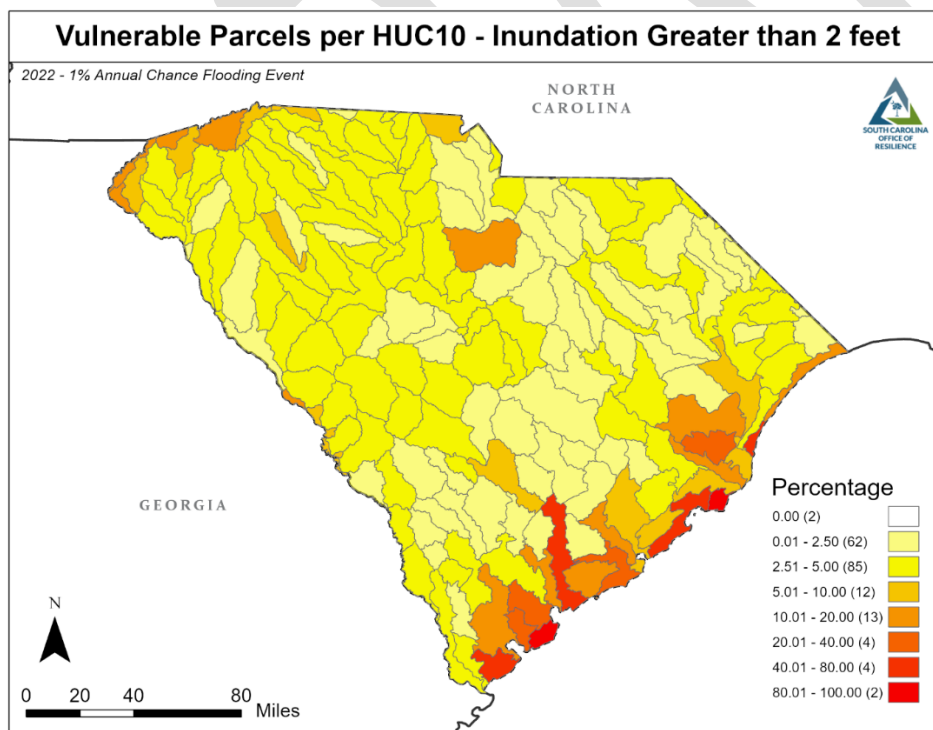 Vulnerable Parcels per HUC10 - Inundation Greater than 2 feet
2022 - 1% Annual Chance Flooding Event
NORTH
CAROLINA
SOUTH CAROLINA
OFFICE OF
RESILIENCE
GEORGIA
Percentage
0.00 (2)
0.01 - 2.50 (62)
2.51 - 5.00 (85)
5.01 - 10.00 (12)
10.01 - 20.00 (13)
20.01 - 40.00 (4)
40.01 - 80.00 (4)
80.01 - 100.00 (2)
N
0 20 40 80
Miles